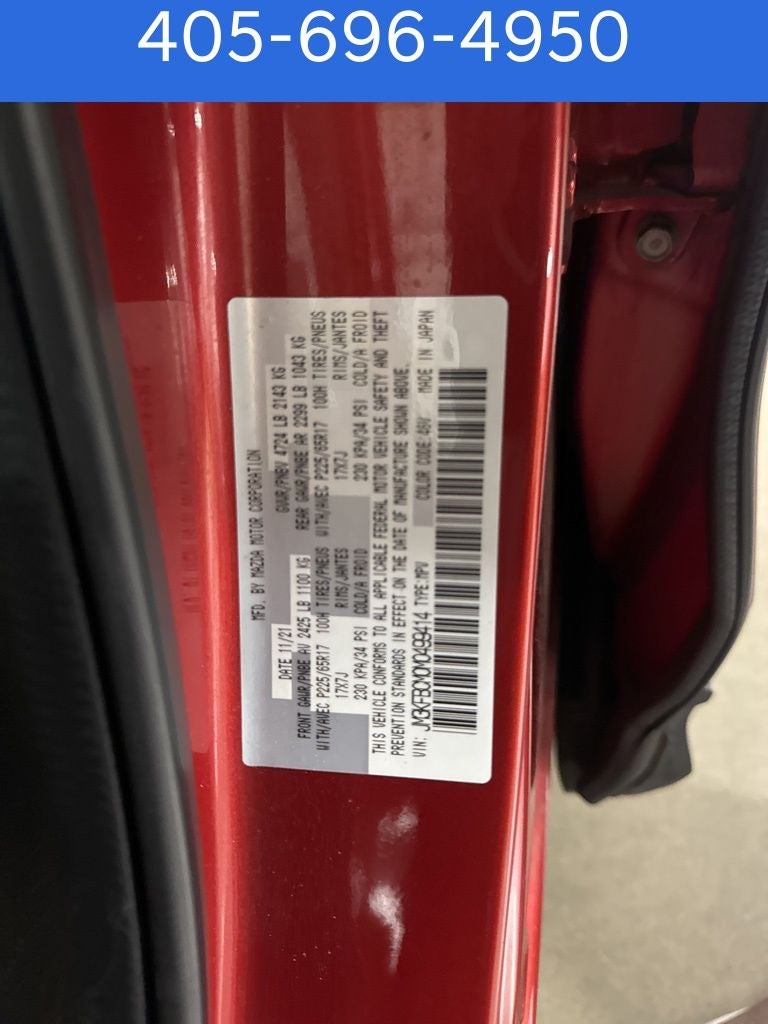 405-696-4950
MFD. BY MAZDA MOTOR CORPORATION
DATE 11/21 GVWR/PNBV 4724 LB 2143 KG
FRONT GAWR/PNBE AV 2425 LB 1100 KG REAR GAWR/PNBE AR 2299 LB 1043 KG
WITH/AVEC P225/65R17 100H TIRES/PNEUS WITH/AVEC P225/65R17 100H TIRES/PNEUS
17X7J RIMS/JANTES 17X7J RIMS/JANTES
230 KPA/34 PSI COLD/A FROID 230 KPA/34 PSI COLD/A FROID
THIS VEHICLE CONFORMS TO ALL APPLICABLE FEDERAL MOTOR VEHICLE SAFETY AND THEFT
PREVENTION STANDARDS IN EFFECT ON THE DATE OF MANUFACTURE SHOWN ABOVE.
VIN: TYPE:MPV COLOR CODE:46V MADE IN JAPAN